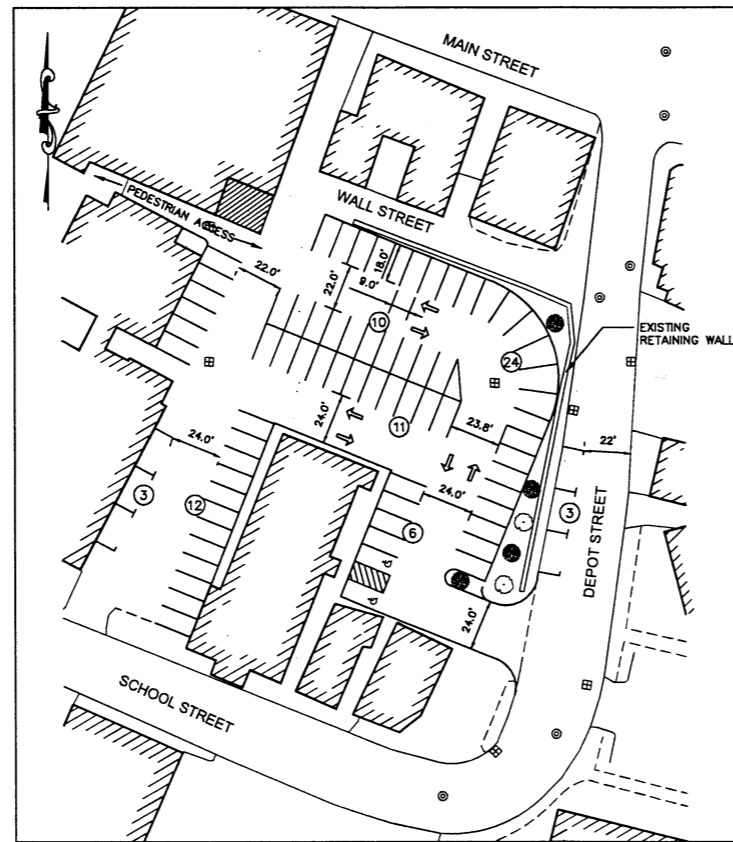 MAIN STREET
WALL STREET
PEDESTRIAN ACCESS
22.0'
22.0'
18.0'
9.0'
10
24
EXISTING
RETAINING WALL
11
24.0'
23.8'
22'
24.0'
24.0'
3
12
6
3
DEPOT STREET
24.0'
SCHOOL STREET